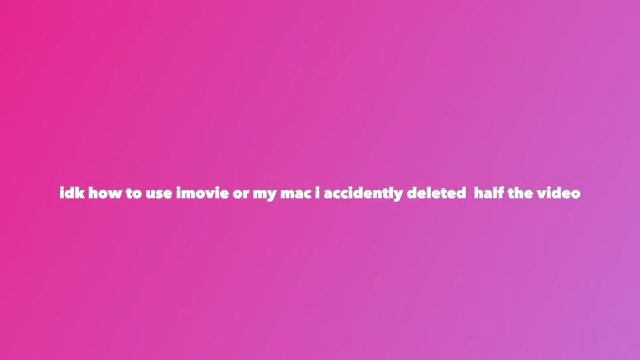 idk how to use imovie or my mac i accidently deleted  half the video